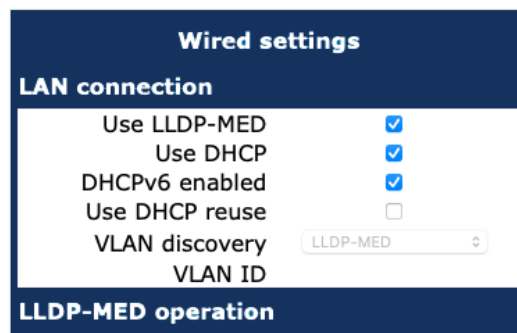 Wired settings
LAN connection
Use LLDP-MED
Use DHCP
DHCPv6 enabled
Use DHCP reuse
VLAN discovery LLDP-MED
VLAN ID
LLDP-MED operation